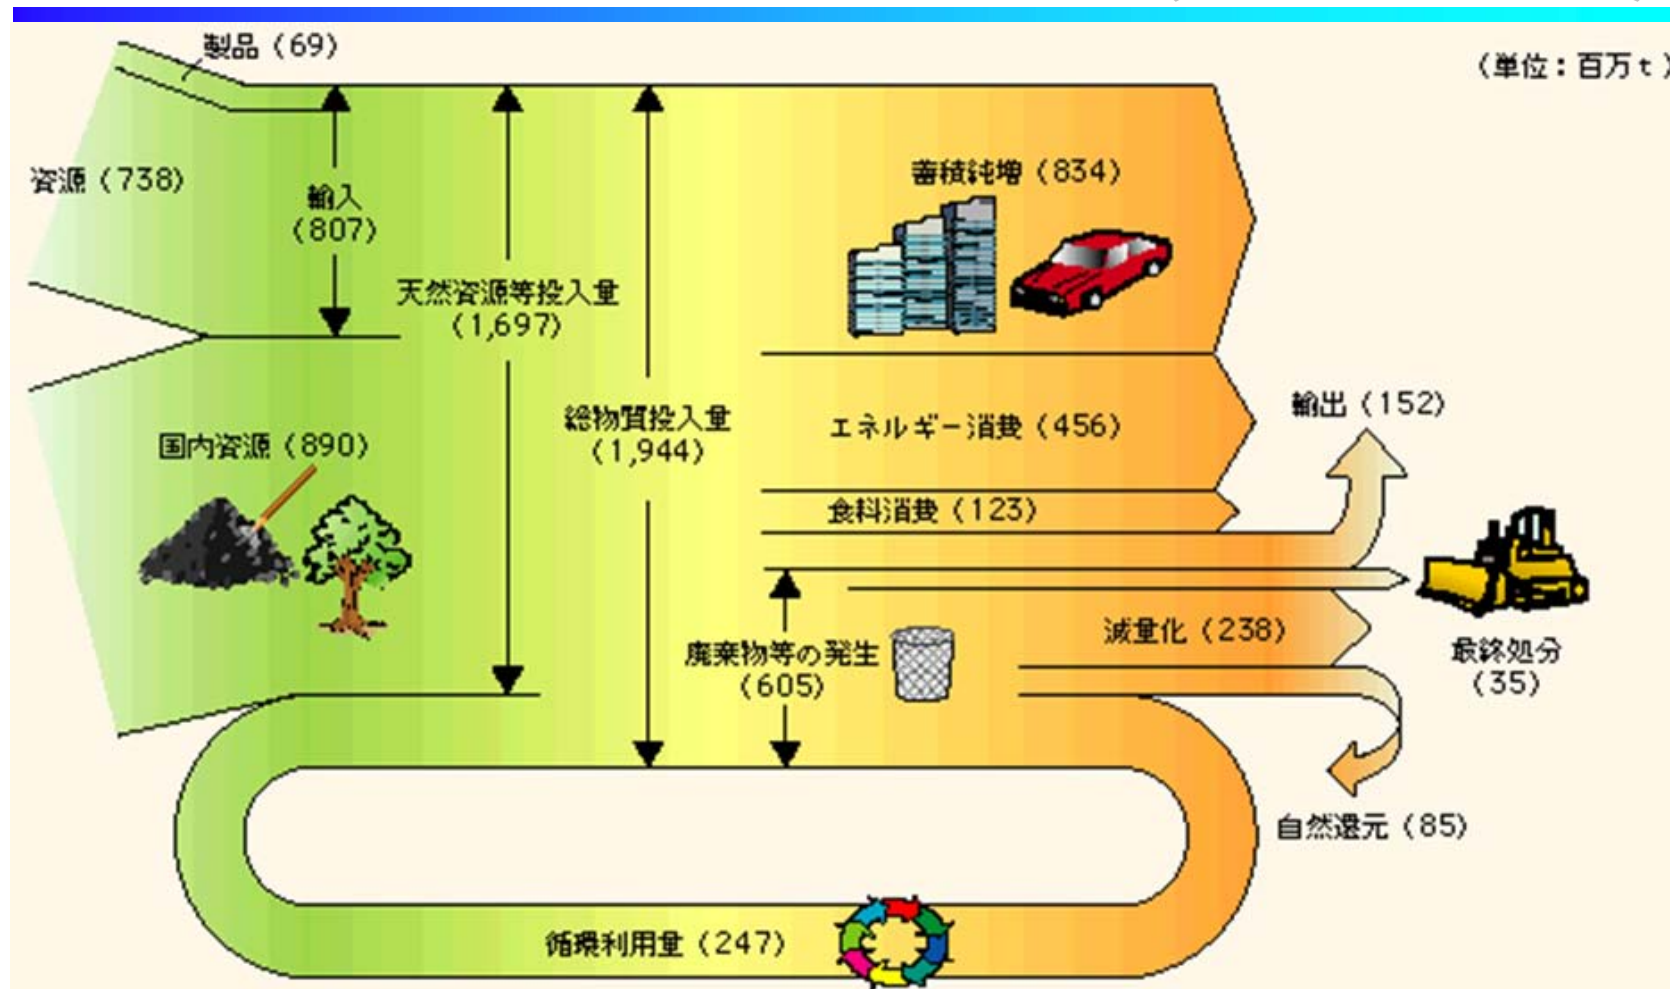 製品（69）
（単位：百万ｔ）
資源（738）
輸入
（807）
蓄積純増（834）
天然資源等投入量
（1,697）
輸出（152）
総物質投入量
（1,944）
エネルギー消費（456）
国内資源（890）
食料消費（123）
減量化（238）
廃棄物等の発生
（605）
最終処分
（35）
自然還元（85）
循環利用量（247）